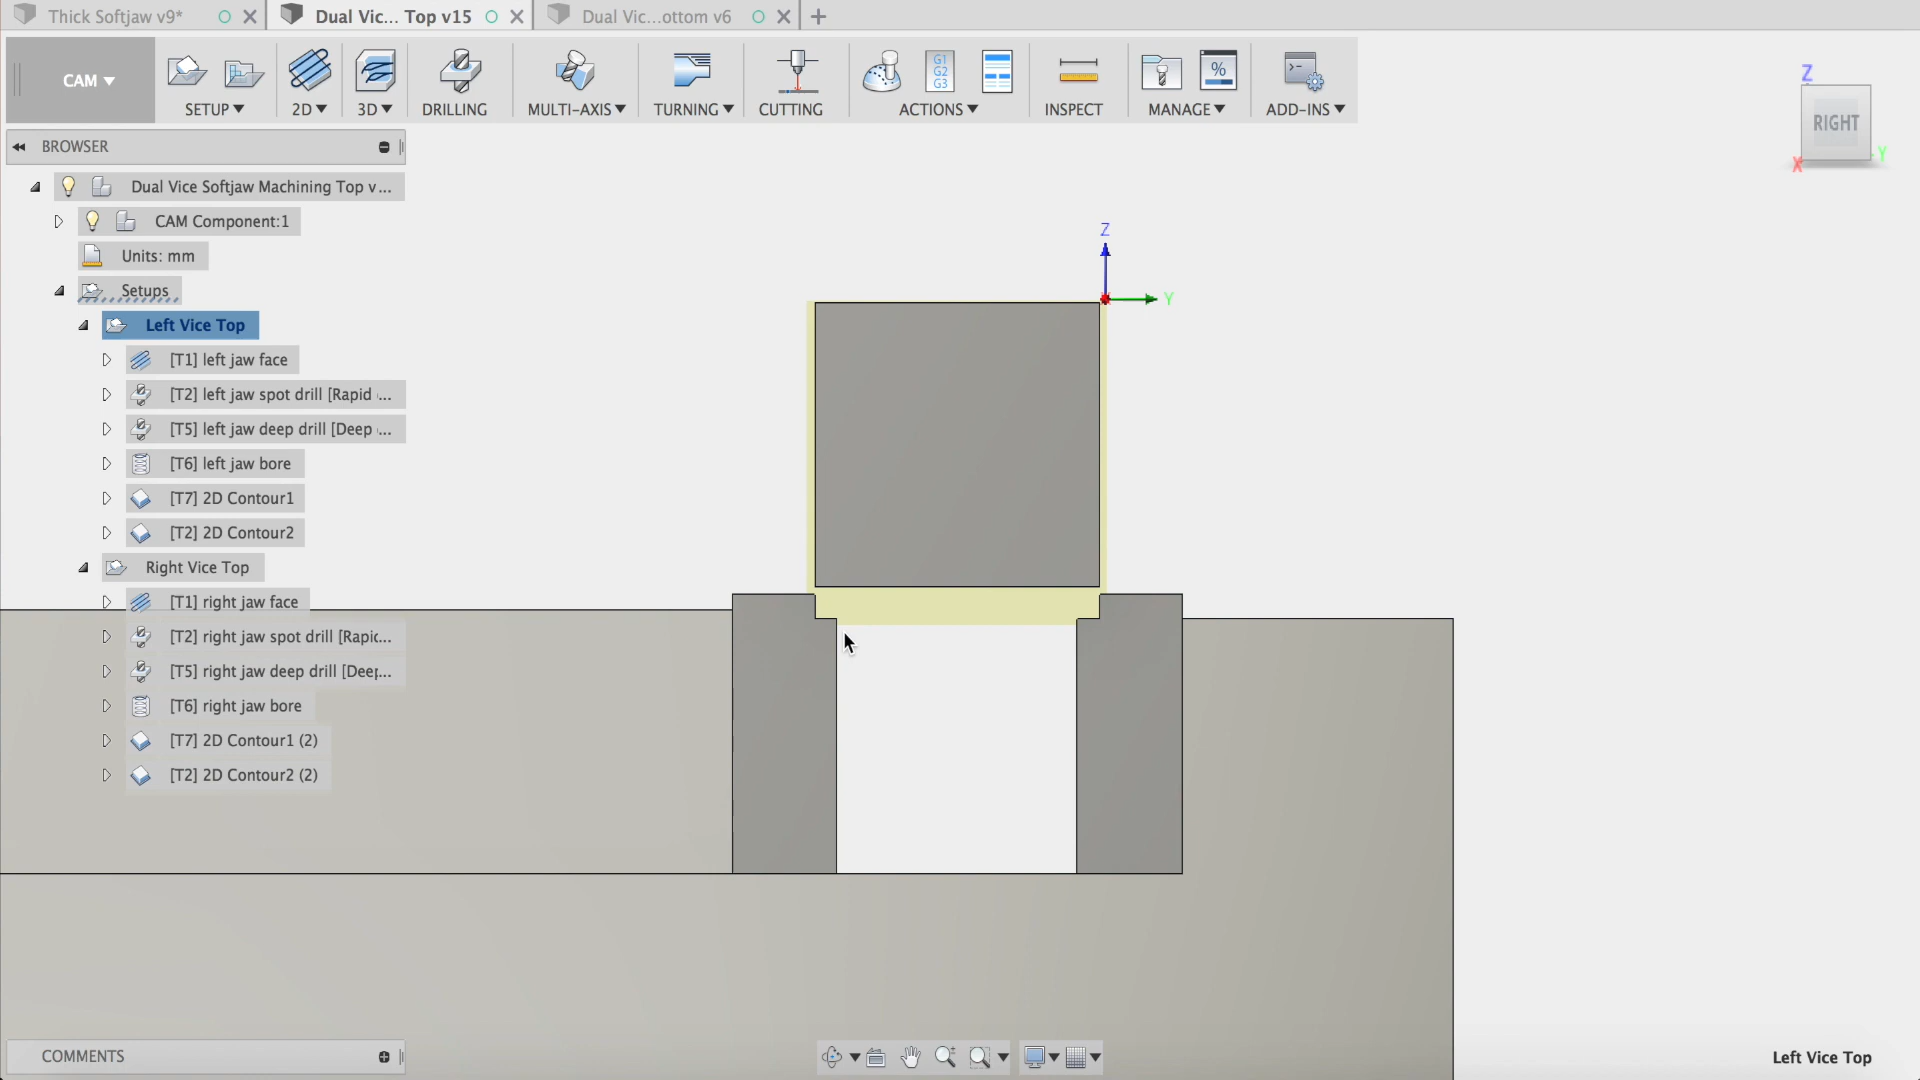 Thick Softjaw v9*
Dual Vic... Top v15
Dual Vic...ottom v6
CAM
SETUP
2D
3D
DRILLING
MULTI-AXIS
TURNING
CUTTING
G1
G2
G3
ACTIONS
INSPECT
%
MANAGE
ADD-INS
Z
RIGHT
X
Y
BROWSER
Dual Vice Softjaw Machining Top v...
CAM Component:1
Units: mm
Setups
Left Vice Top
[T1] left jaw face
[T2] left jaw spot drill [Rapid ...
[T5] left jaw deep drill [Deep ...
[T6] left jaw bore
[T7] 2D Contour1
[T2] 2D Contour2
Right Vice Top
[T1] right jaw face
[T2] right jaw spot drill [Rapic...
[T5] right jaw deep drill [Deep...
[T6] right jaw bore
[T7] 2D Contour1 (2)
[T2] 2D Contour2 (2)
Z
Y
COMMENTS
Left Vice Top